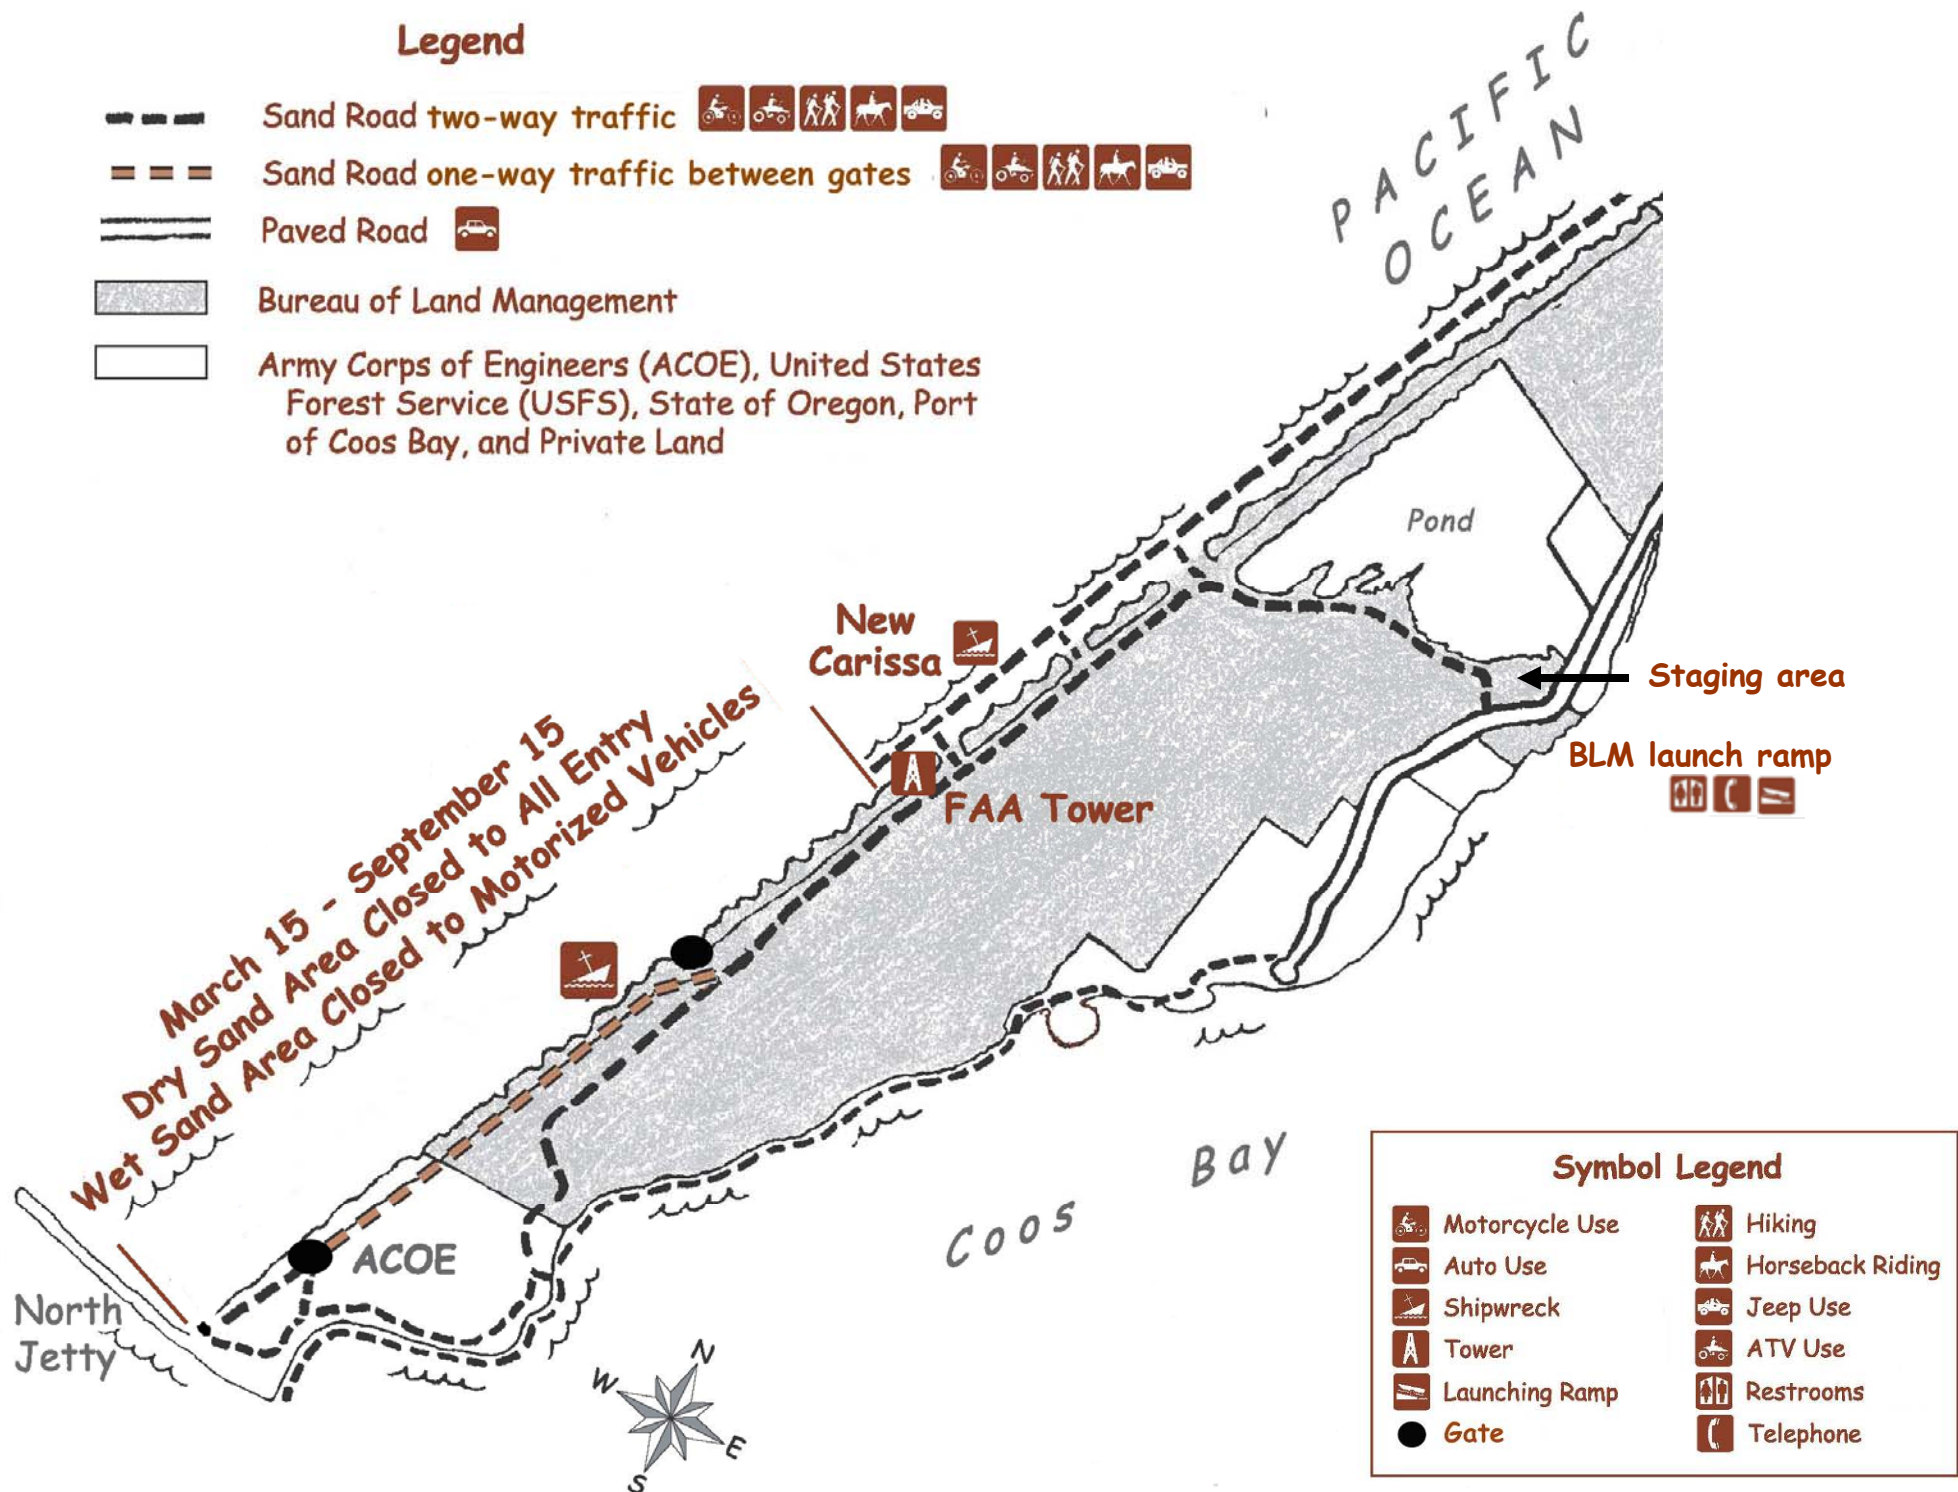 Legend
Sand Road two-way traffic
Sand Road one-way traffic between gates
Paved Road
Bureau of Land Management
Army Corps of Engineers (ACOE), United States
Forest Service (USFS), State of Oregon, Port
of Coos Bay, and Private Land
PACIFIC
OCEAN
Pond
New
Carissa
Staging area
BLM launch ramp
FAA Tower
March 15 - September 15
Dry Sand Area Closed to All Entry
Wet Sand Area Closed to Motorized Vehicles
ACOE
North
Jetty
Coos Bay
N
W
E
S
Symbol Legend
Motorcycle Use
Auto Use
Shipwreck
Tower
Launching Ramp
Gate
Hiking
Horseback Riding
Jeep Use
ATV Use
Restrooms
Telephone